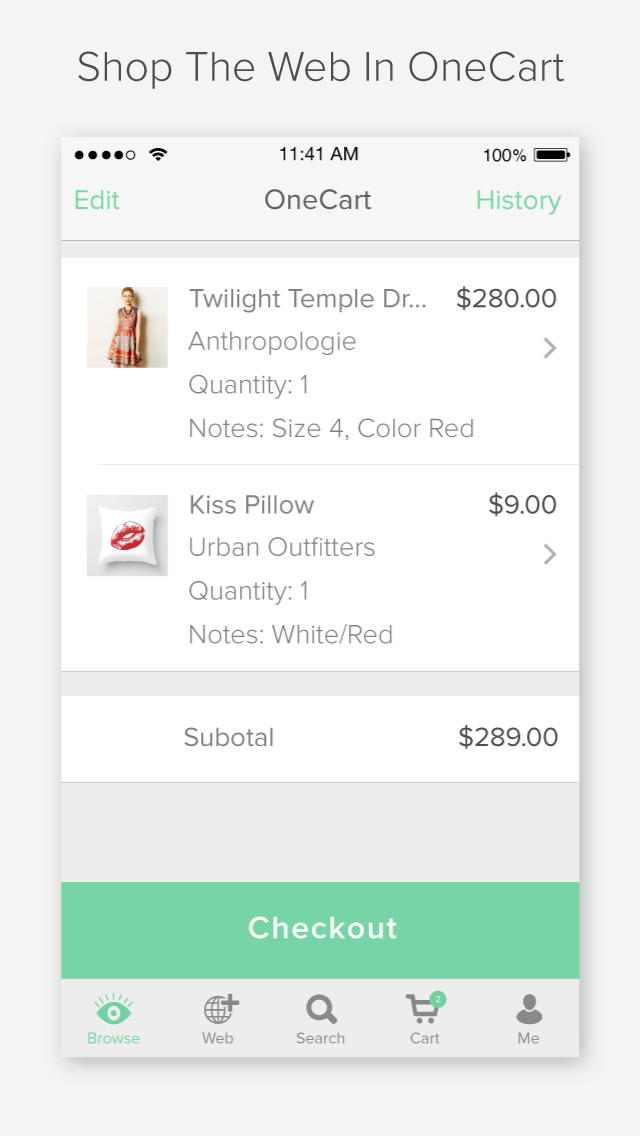 Shop The Web In OneCart
11:41 AM
100%
Edit
OneCart
History
Twilight Temple Dr... $280.00
Anthropologie
Quantity: 1
Notes: Size 4, Color Red
Kiss Pillow $9.00
Urban Outfitters
Quantity: 1
Notes: White/Red
Subotal $289.00
Checkout
2
Browse
Web
Search
Cart
Me